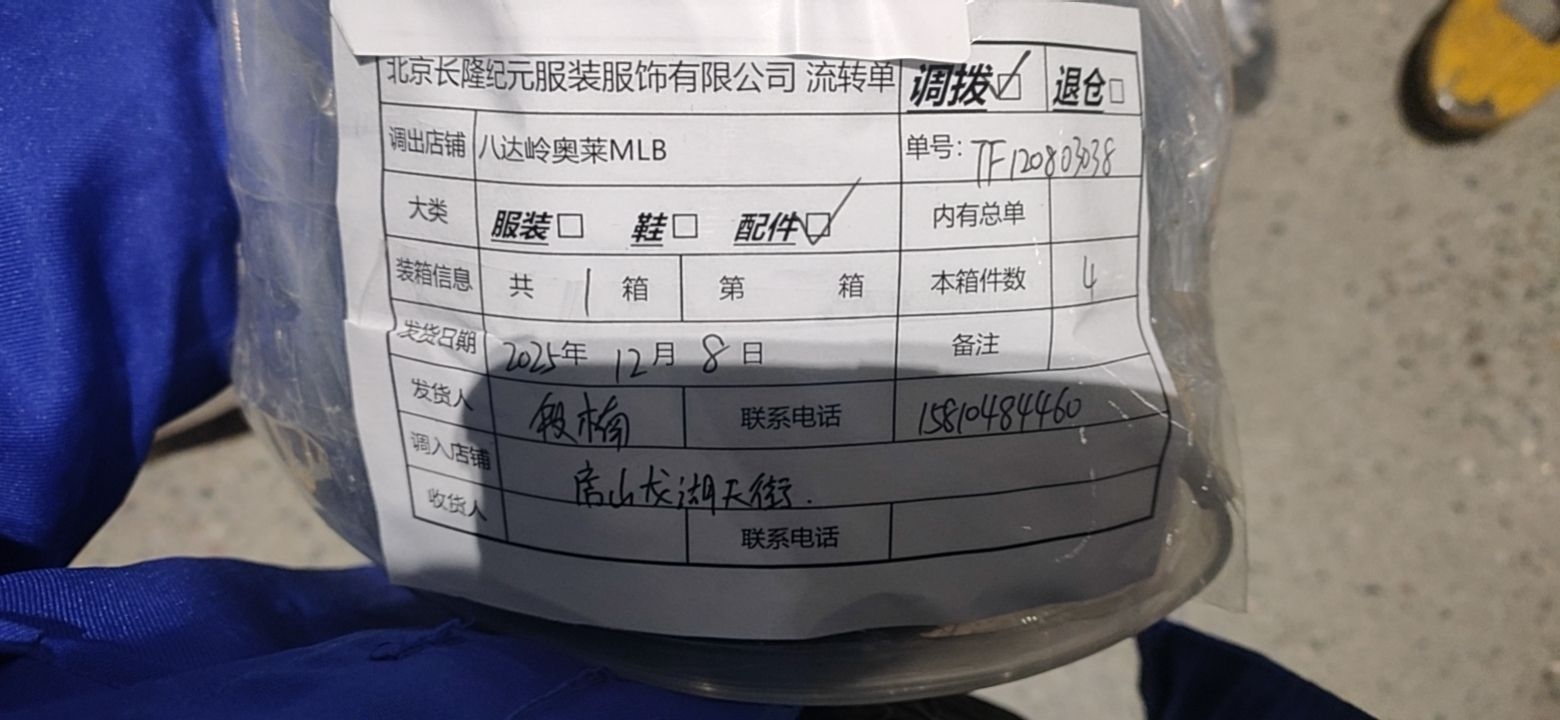 北京长隆纪元服装服饰有限公司 流转单 调拨☑ 退仓□
调出店铺 八达岭奥莱MLB 单号: TF120803038
大类 服装□ 鞋□ 配件☑ 内有总单
装箱信息 共 1 箱 第 箱 本箱件数 4
发货日期 2025年 12月 8日 备注
发货人 段楠 联系电话 15810484460
调入店铺 房山龙湖天街.
收货人 联系电话